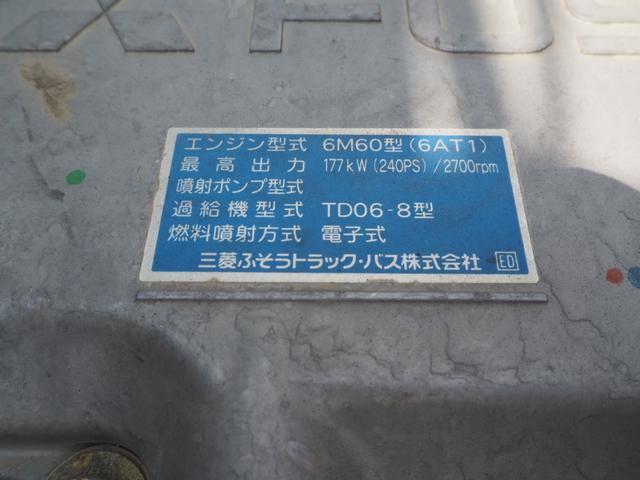 FUS
エンジン型式 6M60型(6AT1)
最高出力 177kW(240PS)/2700rpm
噴射ポンプ型式
過給機型式 TD06-8型
燃料噴射方式 電子式
三菱ふそうトラック・バス株式会社 ED